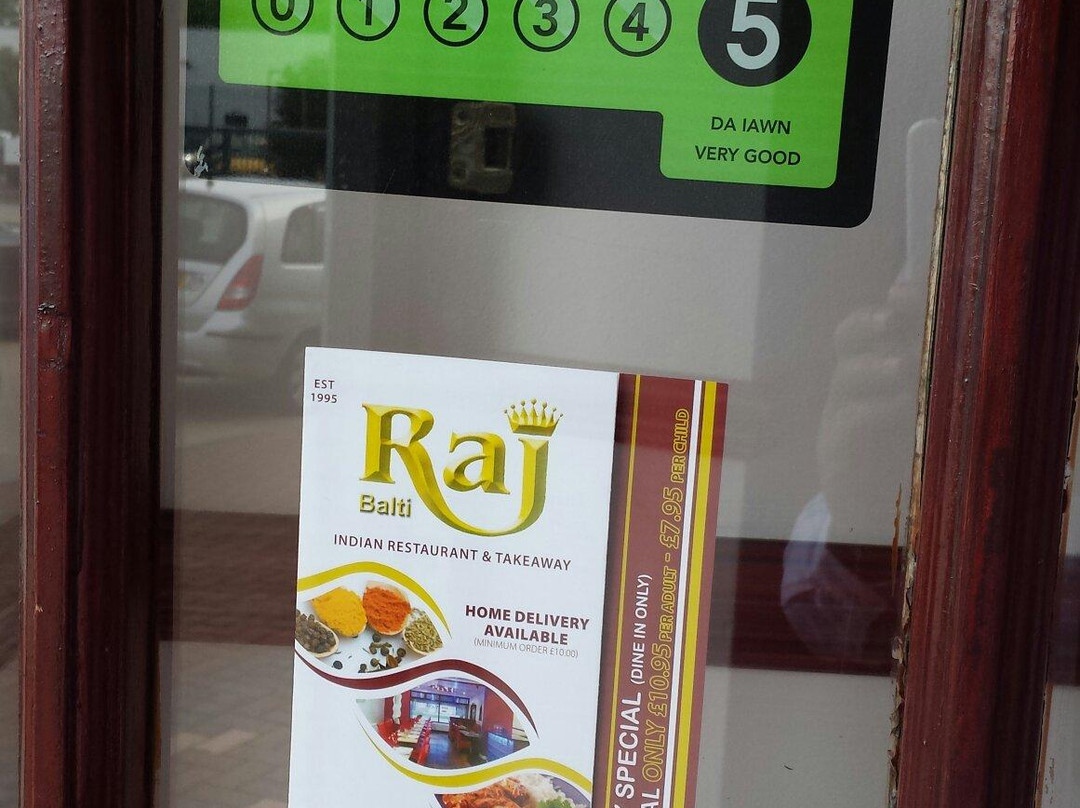 0 1 2 3 4 5
DA IAWN
VERY GOOD
EST
1995
Raj
Balti
INDIAN RESTAURANT & TAKEAWAY
HOME DELIVERY
AVAILABLE
(MINIMUM ORDER £10.00)
SPECIAL (DINE IN ONLY)
ONLY £10.95 PER ADULT - £7.95 PER CHILD